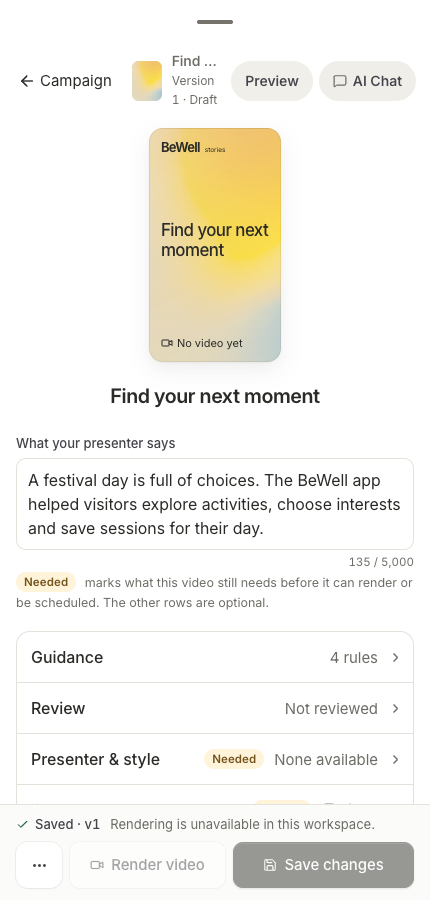 Campaign
Find ...
Version
1 · Draft
Preview
AI Chat
BeWell stories
Find your next
moment
No video yet
Find your next moment
What your presenter says
A festival day is full of choices. The BeWell app
helped visitors explore activities, choose interests
and save sessions for their day.
135 / 5,000
Needed marks what this video still needs before it can render or
be scheduled. The other rows are optional.
Guidance 4 rules
Review Not reviewed
Presenter & style Needed None available
Saved · v1 Rendering is unavailable in this workspace.
Render video
Save changes